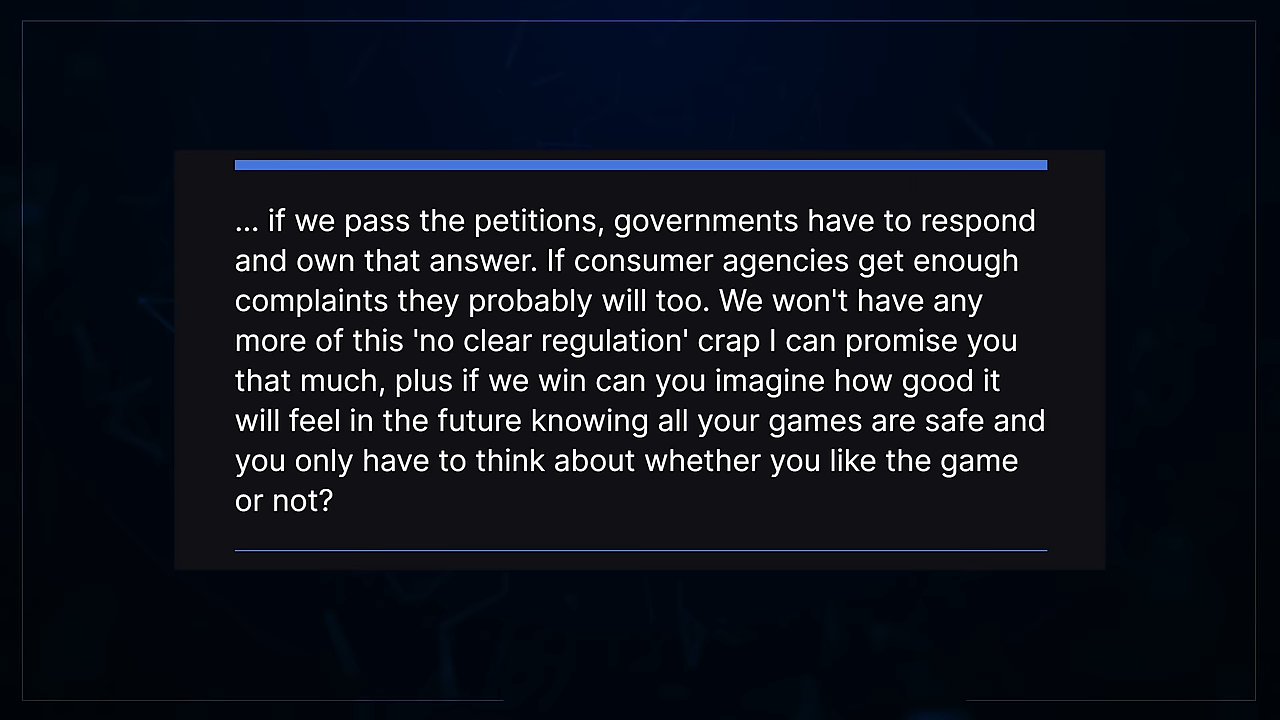 ... if we pass the petitions, governments have to respond
and own that answer. If consumer agencies get enough
complaints they probably will too. We won't have any
more of this 'no clear regulation' crap I can promise you
that much, plus if we win can you imagine how good it
will feel in the future knowing all your games are safe and
you only have to think about whether you like the game
or not?